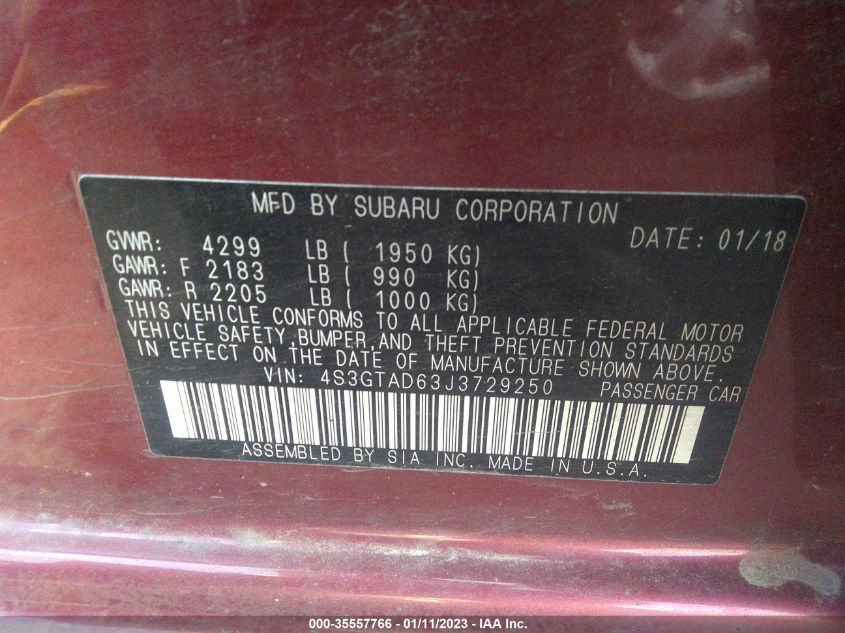 MFD BY SUBARU CORPORATION
DATE: 01/18
GVWR: 4299 LB ( 1950 KG)
GAWR: F 2183 LB ( 990 KG)
GAWR: R 2205 LB ( 1000 KG)
THIS VEHICLE CONFORMS TO ALL APPLICABLE FEDERAL MOTOR
VEHICLE SAFETY, BUMPER, AND THEFT PREVENTION STANDARDS
IN EFFECT ON THE DATE OF MANUFACTURE SHOWN ABOVE.
VIN: 4S3GTAD63J3729250 PASSENGER CAR
ASSEMBLED BY SIA INC. MADE IN U.S.A.
000-35557766 - 01/11/2023 - IAA Inc.